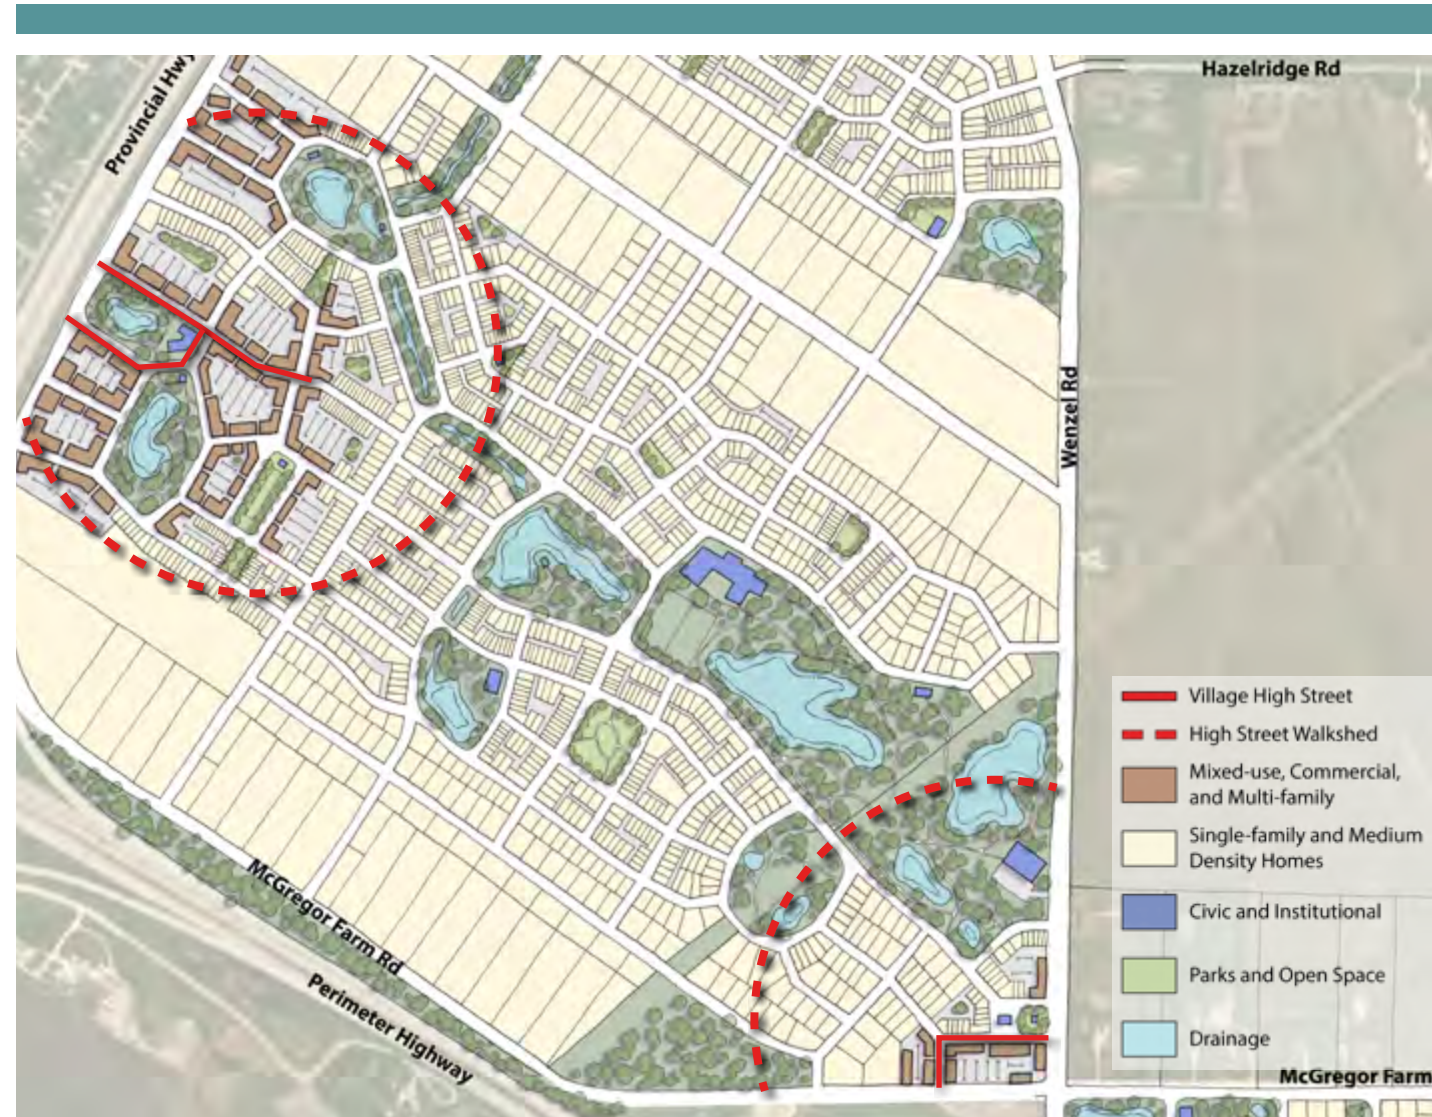 Hazelridge Rd
Provincial Hwy
Wenzel Rd
Village High Street
High Street Walkshed
Mixed-use, Commercial,
and Multi-family
Single-family and Medium
Density Homes
Civic and Institutional
Parks and Open Space
Drainage
McGregor Farm Rd
Perimeter Highway
McGregor Farm